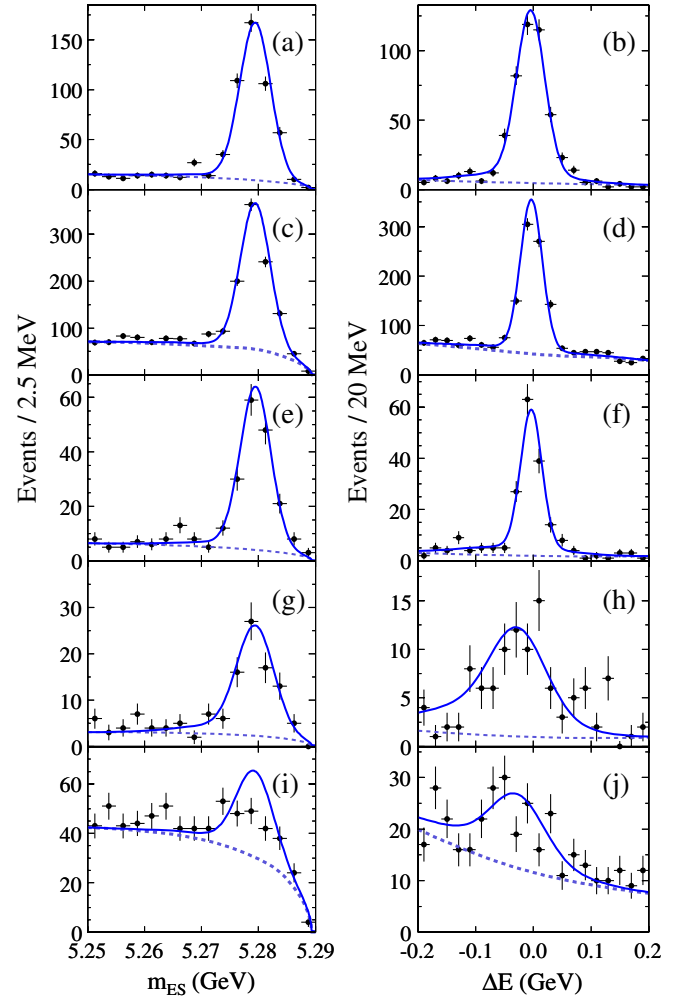 (a)
150
100
50
0
(b)
100
50
0
(c)
300
200
100
0
(d)
300
200
100
0
(e)
60
40
20
0
(f)
60
40
20
0
(g)
30
20
10
0
(h)
15
10
5
0
(i)
60
40
20
0
(j)
30
20
10
0
Events / 2.5 MeV
Events / 20 MeV
5.25 5.26 5.27 5.28 5.29
-0.2 -0.1 0.0 0.1 0.2
m_ES (GeV)
ΔE (GeV)